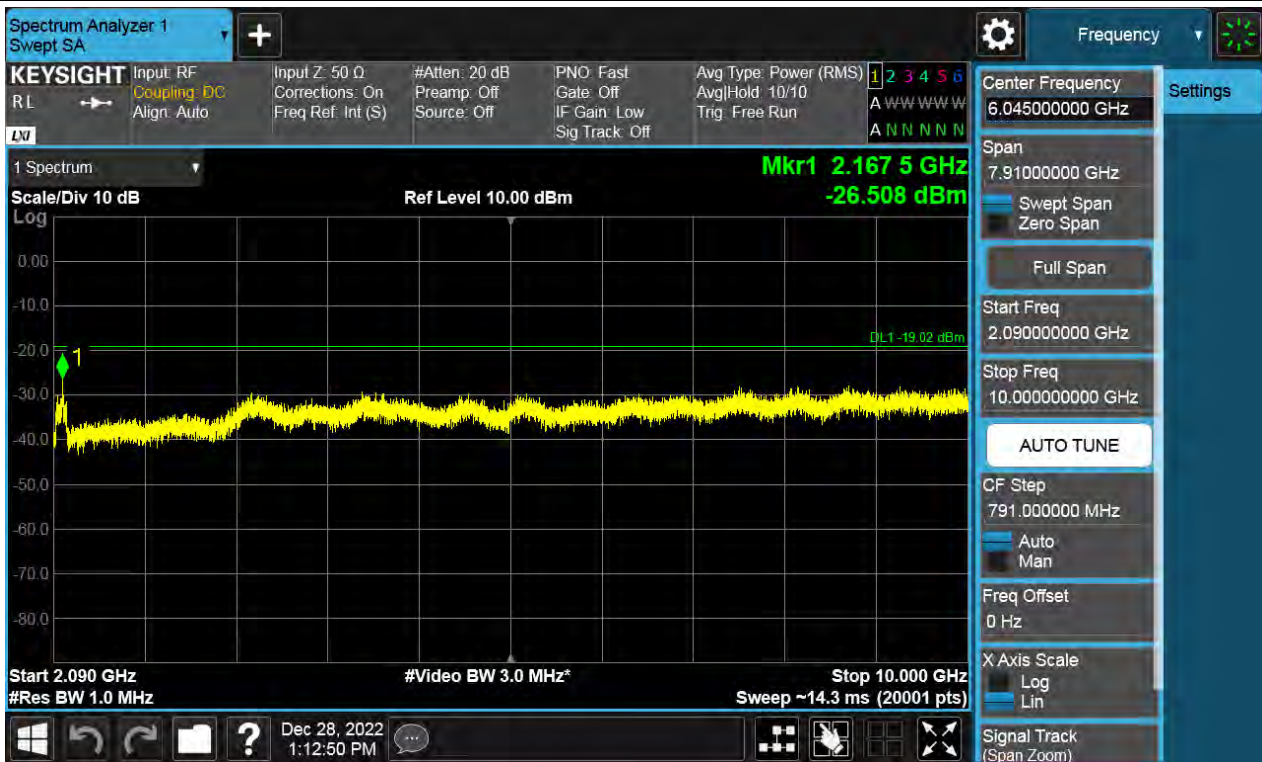 Spectrum Analyzer 1
Swept SA
+
Frequency
KEYSIGHT
RL
LXI
Input: RF
Coupling: DC
Align: Auto
Input Z: 50 Ω
Corrections: On
Freq Ref: Int (S)
#Atten: 20 dB
Preamp: Off
Source: Off
PNO: Fast
Gate: Off
IF Gain: Low
Sig Track: Off
Avg Type: Power (RMS)
Avg|Hold: 10/10
Trig: Free Run
1 2 3 4 5 6
A W W W W W
A N N N N N
1 Spectrum
Scale/Div 10 dB
Log
Ref Level 10.00 dBm
Mkr1 2.167 5 GHz
-26.508 dBm
0.00
-10.0
-20.0
-30.0
-40.0
-50.0
-60.0
-70.0
-80.0
1
DL1 -19.02 dBm
Start 2.090 GHz
#Res BW 1.0 MHz
#Video BW 3.0 MHz*
Stop 10.000 GHz
Sweep ~14.3 ms (20001 pts)
Center Frequency
6.045000000 GHz
Settings
Span
7.91000000 GHz
Swept Span
Zero Span
Full Span
Start Freq
2.090000000 GHz
Stop Freq
10.000000000 GHz
AUTO TUNE
CF Step
791.000000 MHz
Auto
Man
Freq Offset
0 Hz
X Axis Scale
Log
Lin
Signal Track
(Span Zoom)
?
Dec 28, 2022
1:12:50 PM